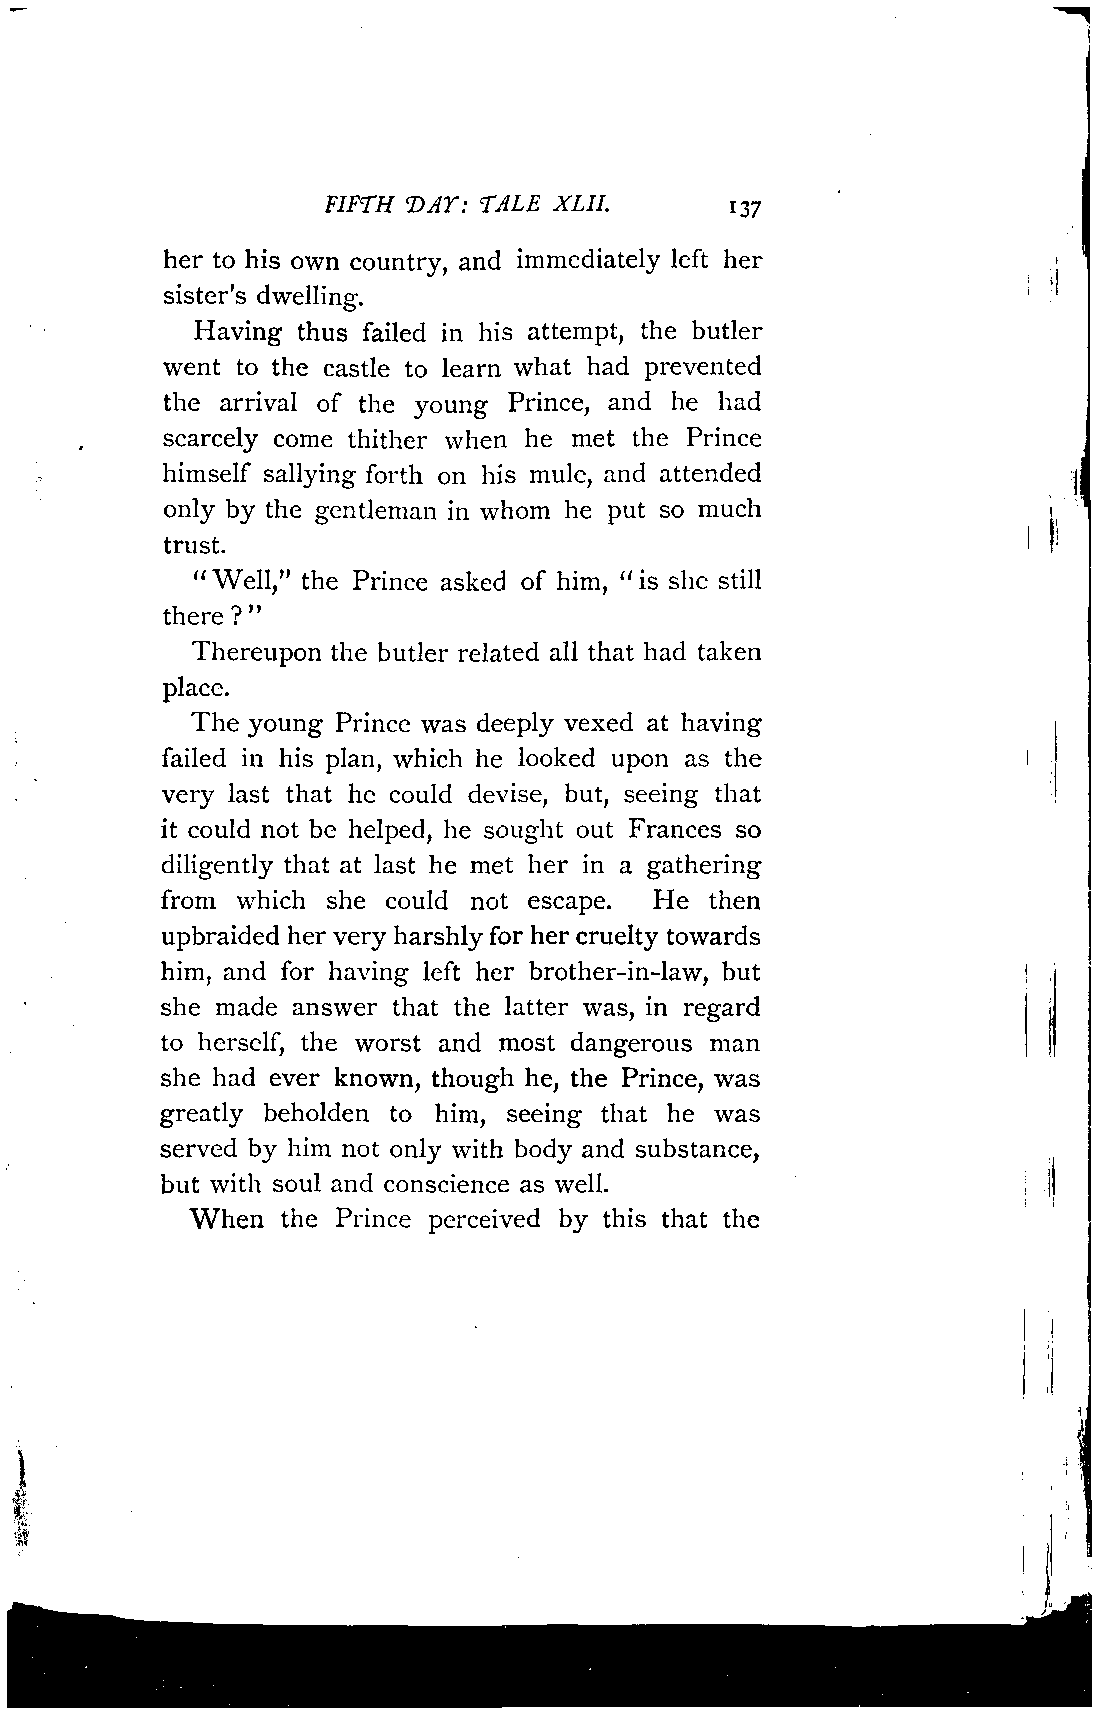 FIFTH DAY: TALE XLII. 137
her to his own country, and immediately left her
sister's dwelling.
Having thus failed in his attempt, the butler
went to the castle to learn what had prevented
the arrival of the young Prince, and he had
scarcely come thither when he met the Prince
himself sallying forth on his mule, and attended
only by the gentleman in whom he put so much
trust.
"Well," the Prince asked of him, "is she still
there?"
Thereupon the butler related all that had taken
place.
The young Prince was deeply vexed at having
failed in his plan, which he looked upon as the
very last that he could devise, but, seeing that
it could not be helped, he sought out Frances so
diligently that at last he met her in a gathering
from which she could not escape. He then
upbraided her very harshly for her cruelty towards
him, and for having left her brother-in-law, but
she made answer that the latter was, in regard
to herself, the worst and most dangerous man
she had ever known, though he, the Prince, was
greatly beholden to him, seeing that he was
served by him not only with body and substance,
but with soul and conscience as well.
When the Prince perceived by this that the